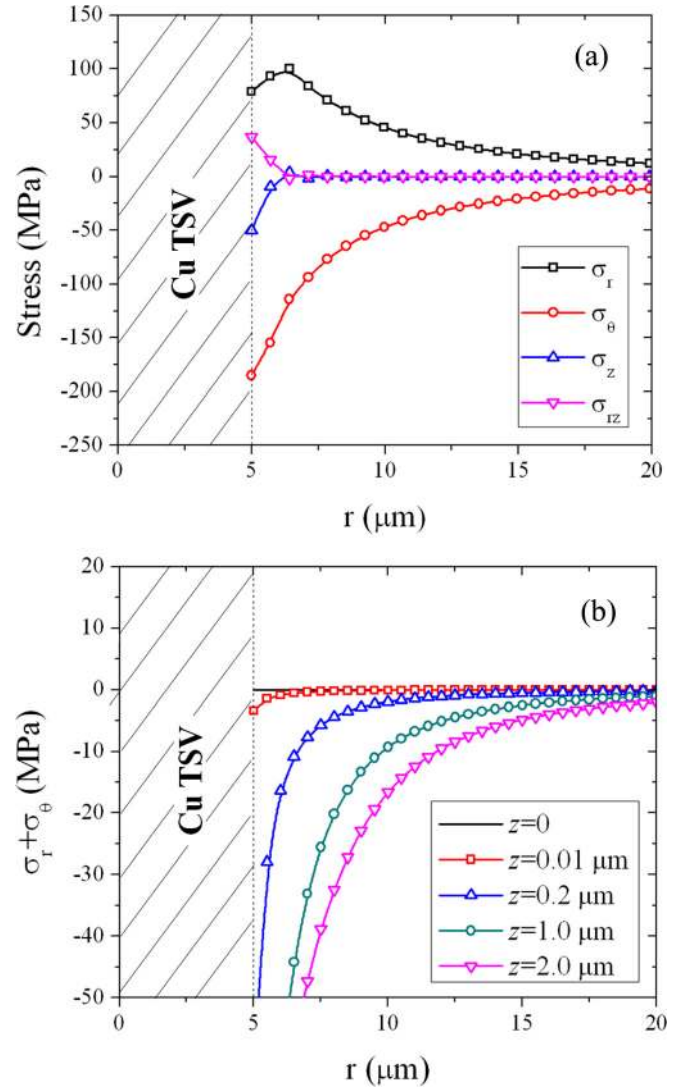 150
100
50
0
-50
-100
-150
-200
-250
Stress (MPa)
(a)
Cu TSV
σr
σθ
σz
σrz
0 5 10 15 20
r (μm)
20
10
0
-10
-20
-30
-40
-50
σr+σθ (MPa)
(b)
Cu TSV
z=0
z=0.01 μm
z=0.2 μm
z=1.0 μm
z=2.0 μm
0 5 10 15 20
r (μm)